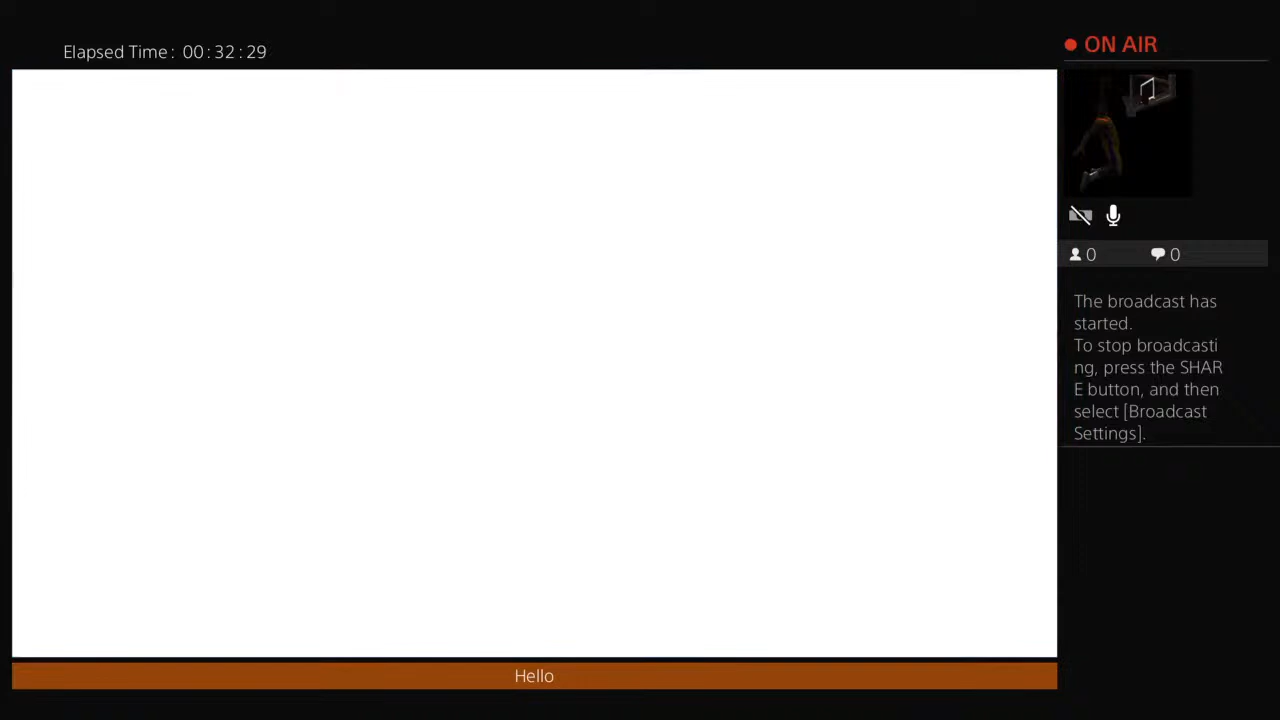 Elapsed Time: 00:32:29
ON AIR
0 0
The broadcast has
started.
To stop broadcasti
ng, press the SHAR
E button, and then
select [Broadcast
Settings].
Hello